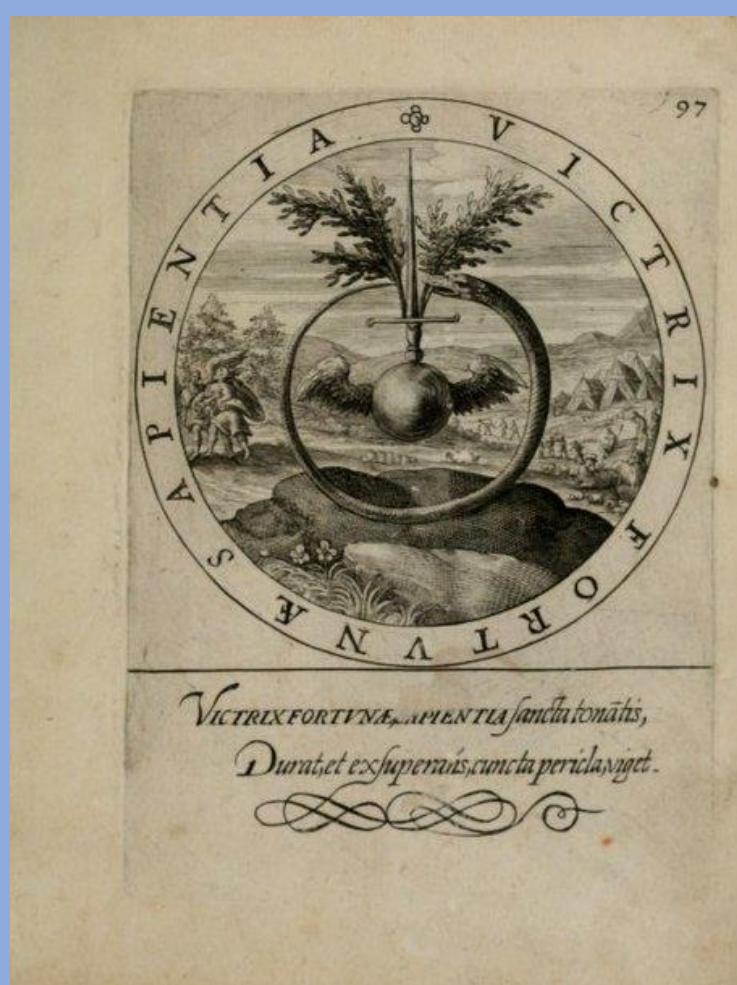 97
VICTRIX FORTVNÆ SAPIENTIA
VICTRIX FORTVNÆ, SAPIENTIA sancta tonãtis,
Durat, et exsuperans, cuncta pericla, viget.